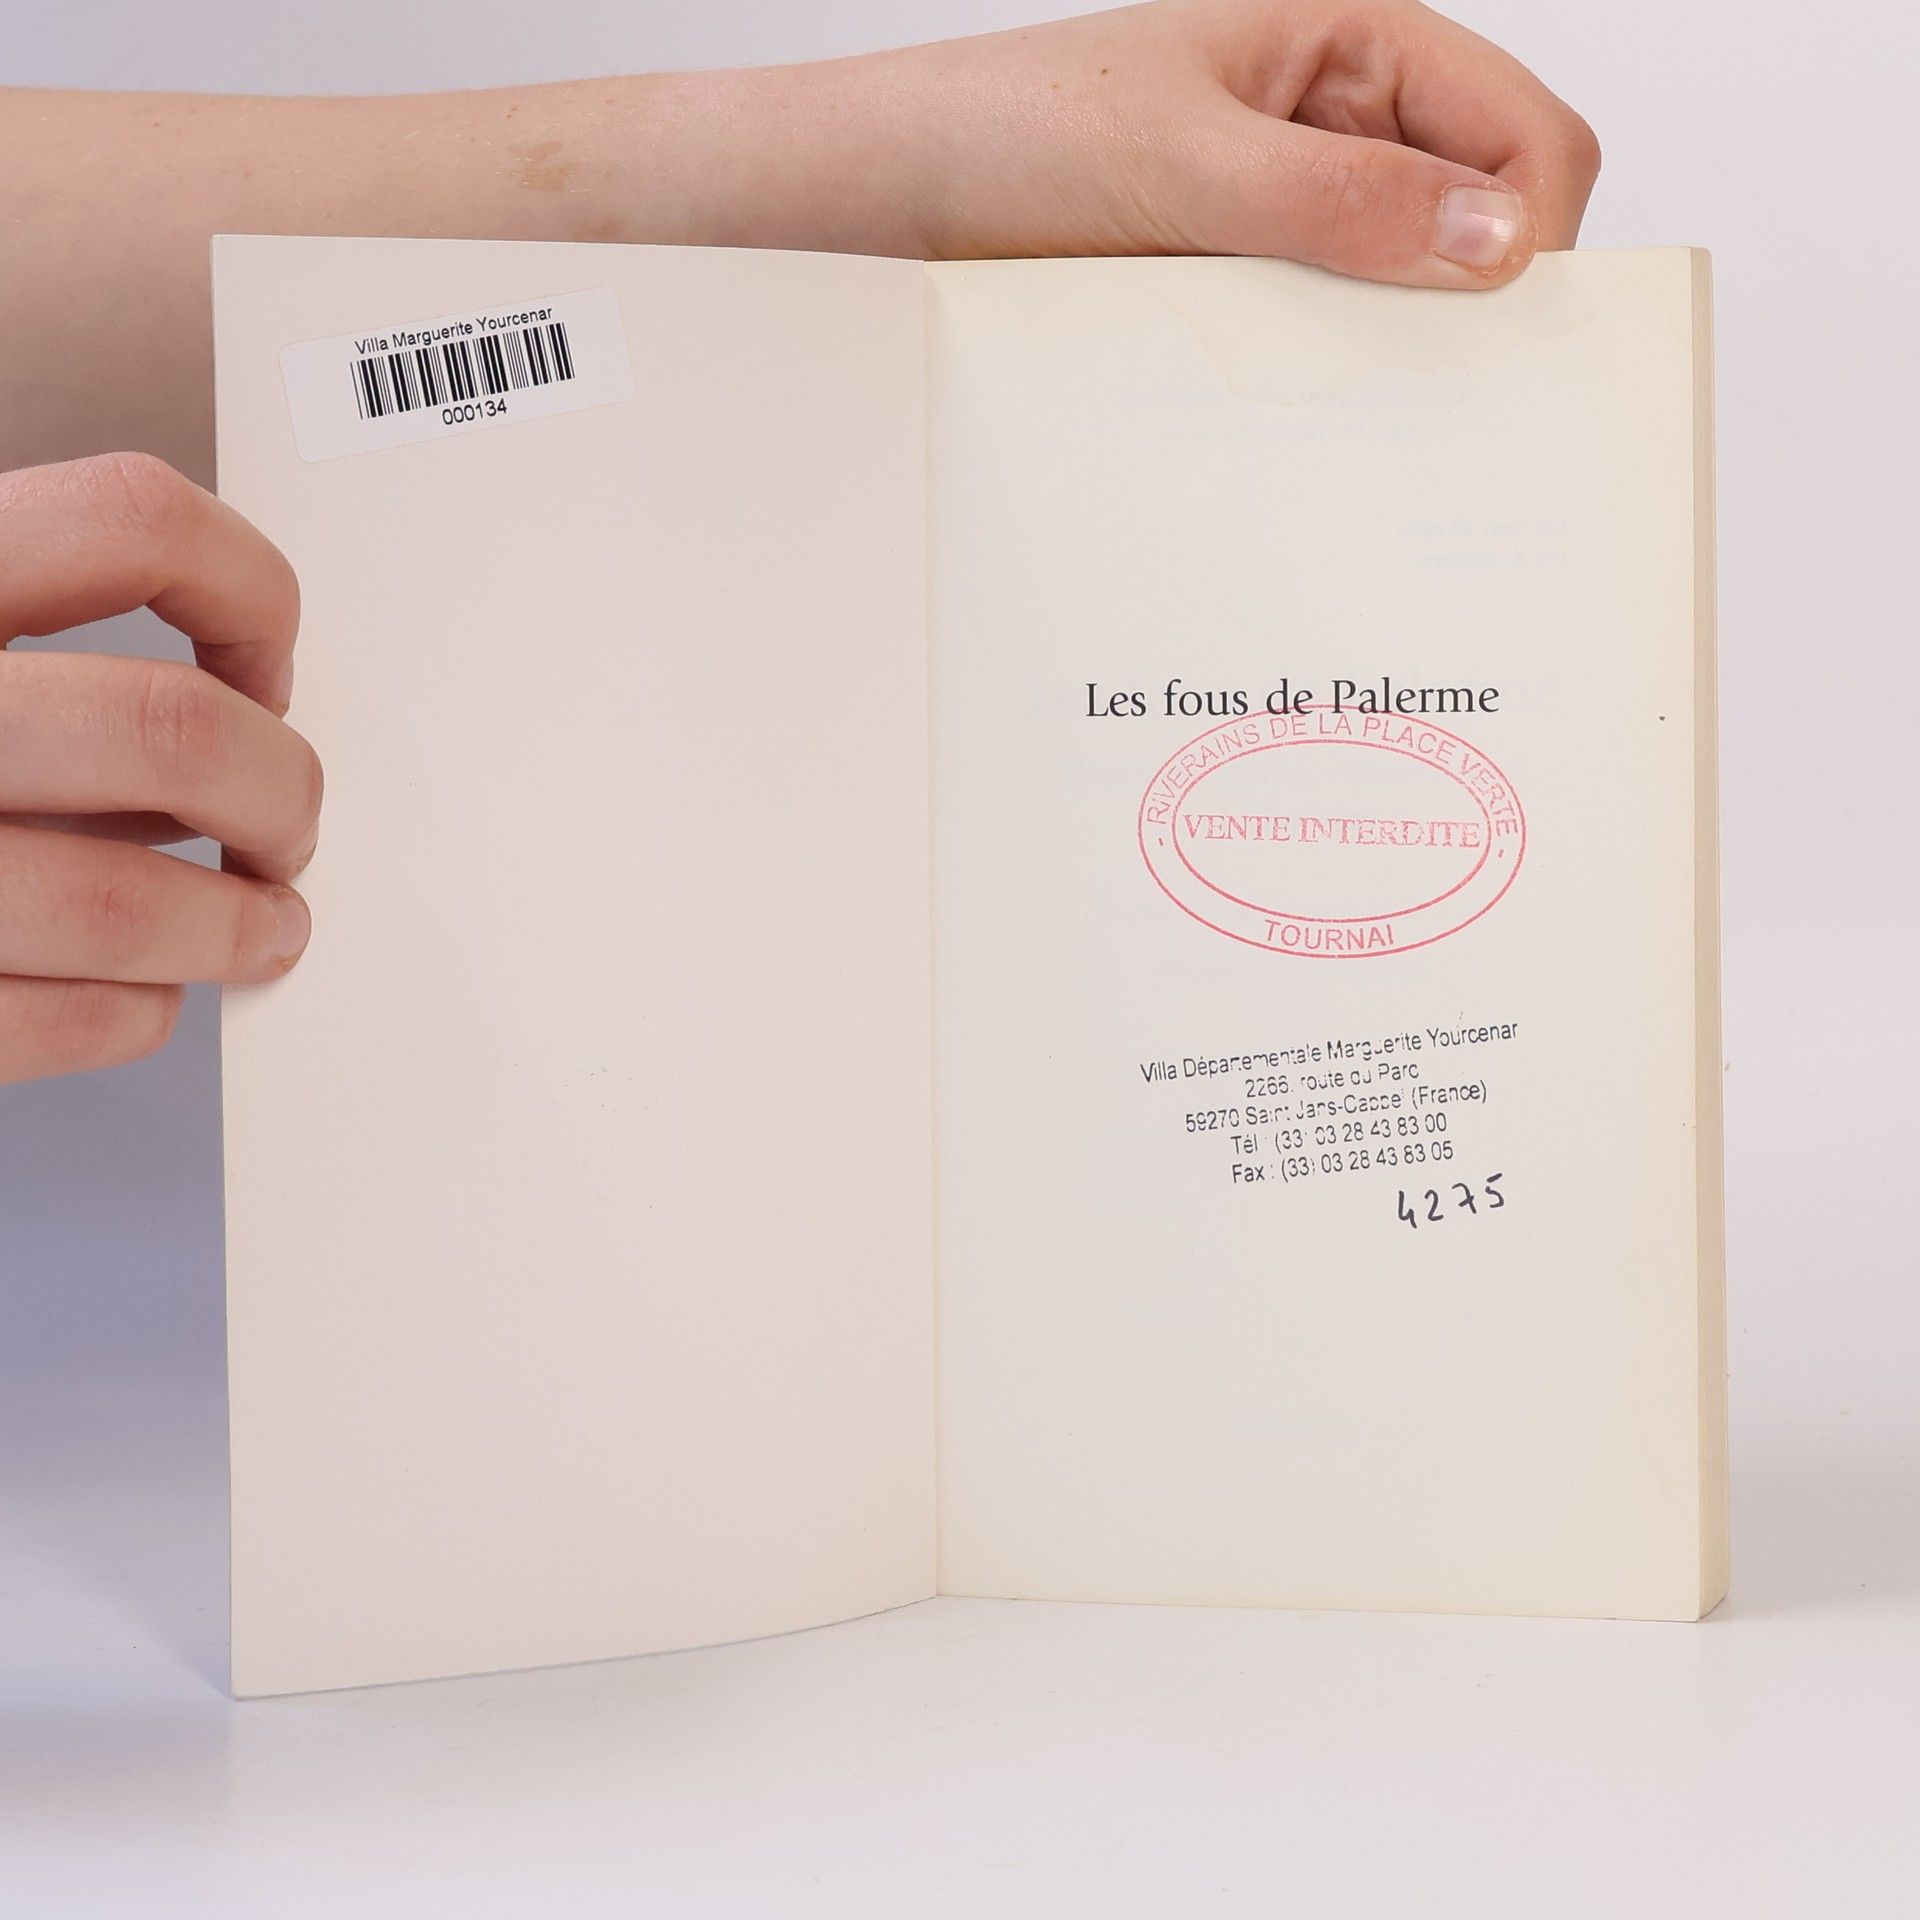 Villa Marguerite Yourcenar
000134
Les fous de Palerme
- RIVERAINS DE LA PLACE VERTE -
VENTE INTERDITE
TOURNAI
Villa Départementale Marguerite Yourcenar
2266, route du Parc
59270 Saint Jans-Cappel (France)
Tél : (33) 03 28 43 83 00
Fax : (33) 03 28 43 83 05
4275